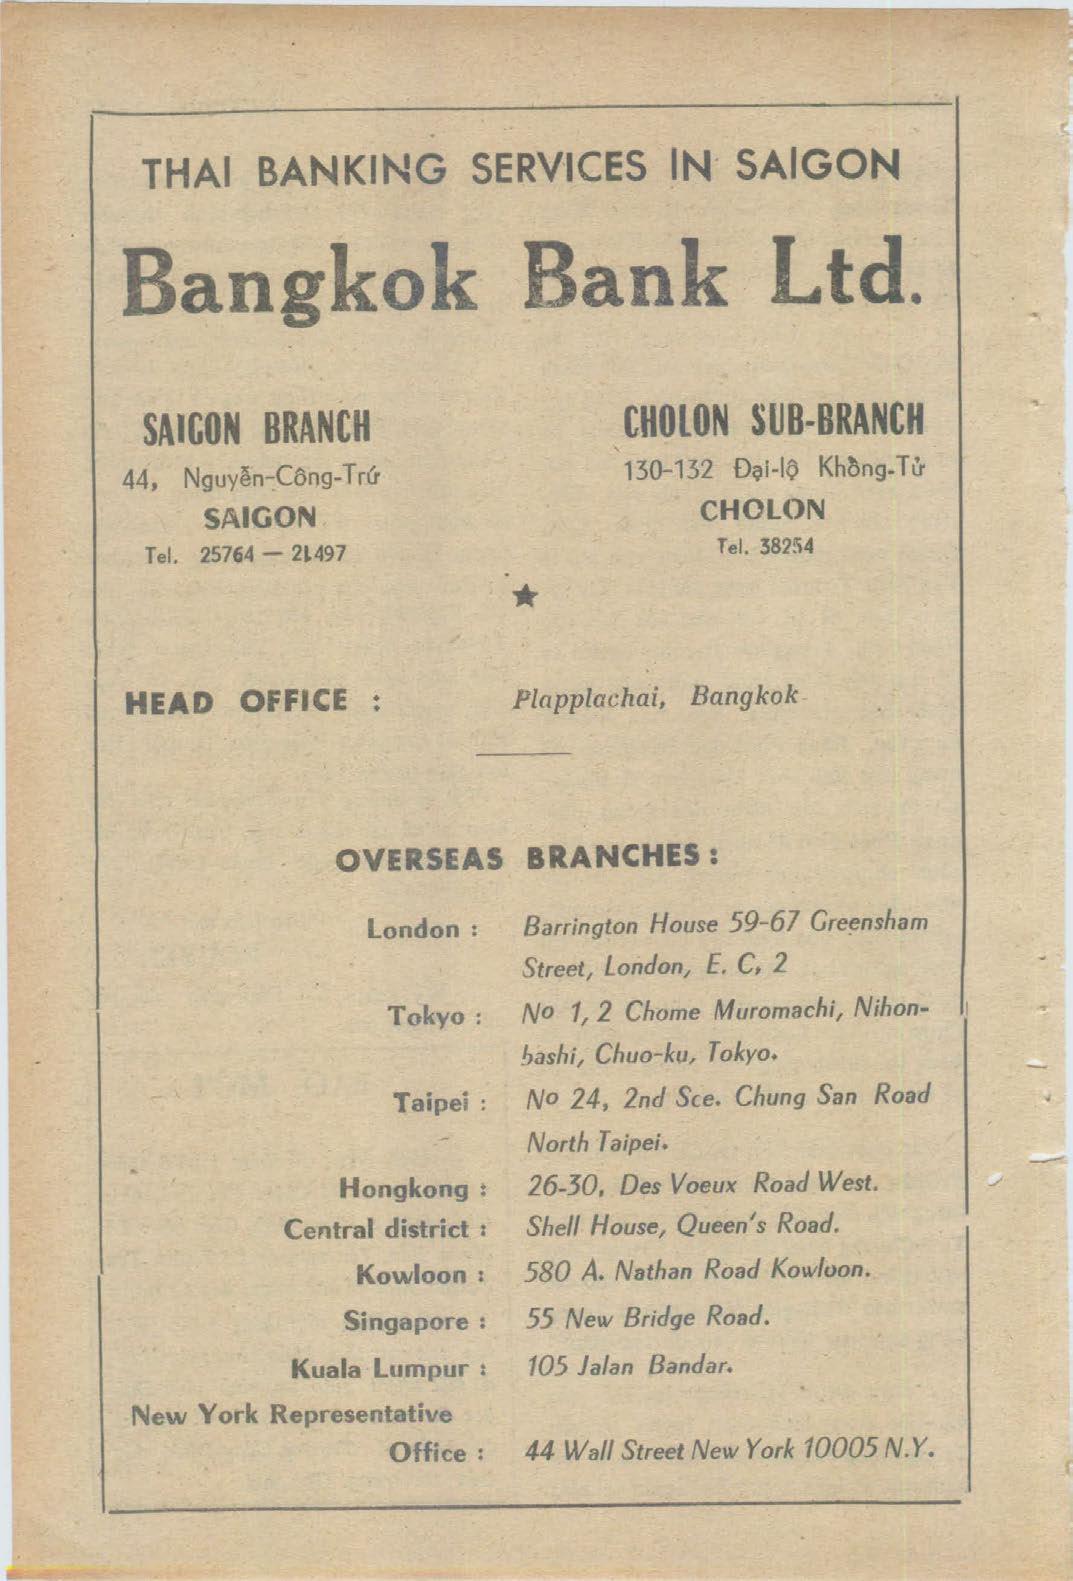 THAI BANKING SERVICES IN SAIGON
Bangkok Bank Ltd.
SAIGON BRANCH
44, Nguyễn-Công-Trứ
SAIGON
Tel. 25764 — 21497
CHOLON SUB-BRANCH
130-132 Đại-lộ Khồng-Tử
CHOLON
Tel. 38254
HEAD OFFICE : Plapplachai, Bangkok
OVERSEAS BRANCHES :
London : Barrington House 59-67 Greensham
Street, London, E. C, 2
Tokyo : No 1, 2 Chome Muromachi, Nihon-
bashi, Chuo-ku, Tokyo.
Taipei : No 24, 2nd Sce. Chung San Road
North Taipei.
Hongkong : 26-30, Des Voeux Road West.
Central district : Shell House, Queen's Road.
Kowloon : 580 A. Nathan Road Kowloon.
Singapore : 55 New Bridge Road.
Kuala Lumpur : 105 Jalan Bandar.
New York Representative
Office : 44 Wall Street New York 10005 N.Y.